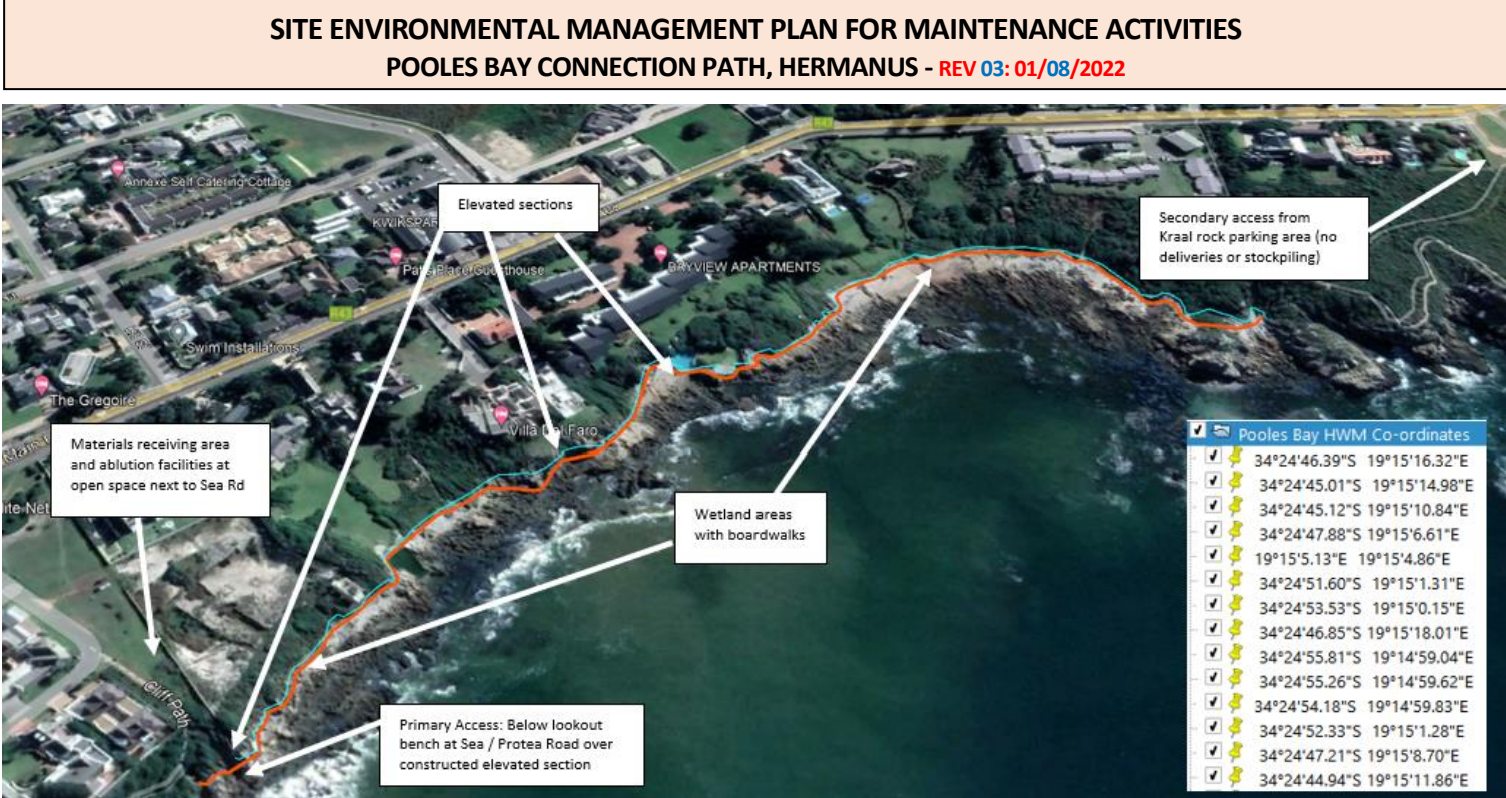 SITE ENVIRONMENTAL MANAGEMENT PLAN FOR MAINTENANCE ACTIVITIES
POOLES BAY CONNECTION PATH, HERMANUS - REV 03: 01/08/2022
R43
Annexe Self Catering Cottage
Elevated sections
KWIKSPAR
Secondary access from
Kraal rock parking area (no
deliveries or stockpiling)
BAYVIEW APARTMENTS
R43
Swim Installations
The Gregoire
Villa Del Faro
Materials receiving area
and ablution facilities at
open space next to Sea Rd
Wetland areas
with boardwalks
Cliff Path
Primary Access: Below lookout
bench at Sea / Protea Road over
constructed elevated section
Pooles Bay HWM Co-ordinates
34°24'46.39"S 19°15'16.32"E
34°24'45.01"S 19°15'14.98"E
34°24'45.12"S 19°15'10.84"E
34°24'47.88"S 19°15'6.61"E
19°15'5.13"E 19°15'4.86"E
34°24'51.60"S 19°15'1.31"E
34°24'53.53"S 19°15'0.15"E
34°24'46.85"S 19°15'18.01"E
34°24'55.81"S 19°14'59.04"E
34°24'55.26"S 19°14'59.62"E
34°24'54.18"S 19°14'59.83"E
34°24'52.33"S 19°15'1.28"E
34°24'47.21"S 19°15'8.70"E
34°24'44.94"S 19°15'11.86"E